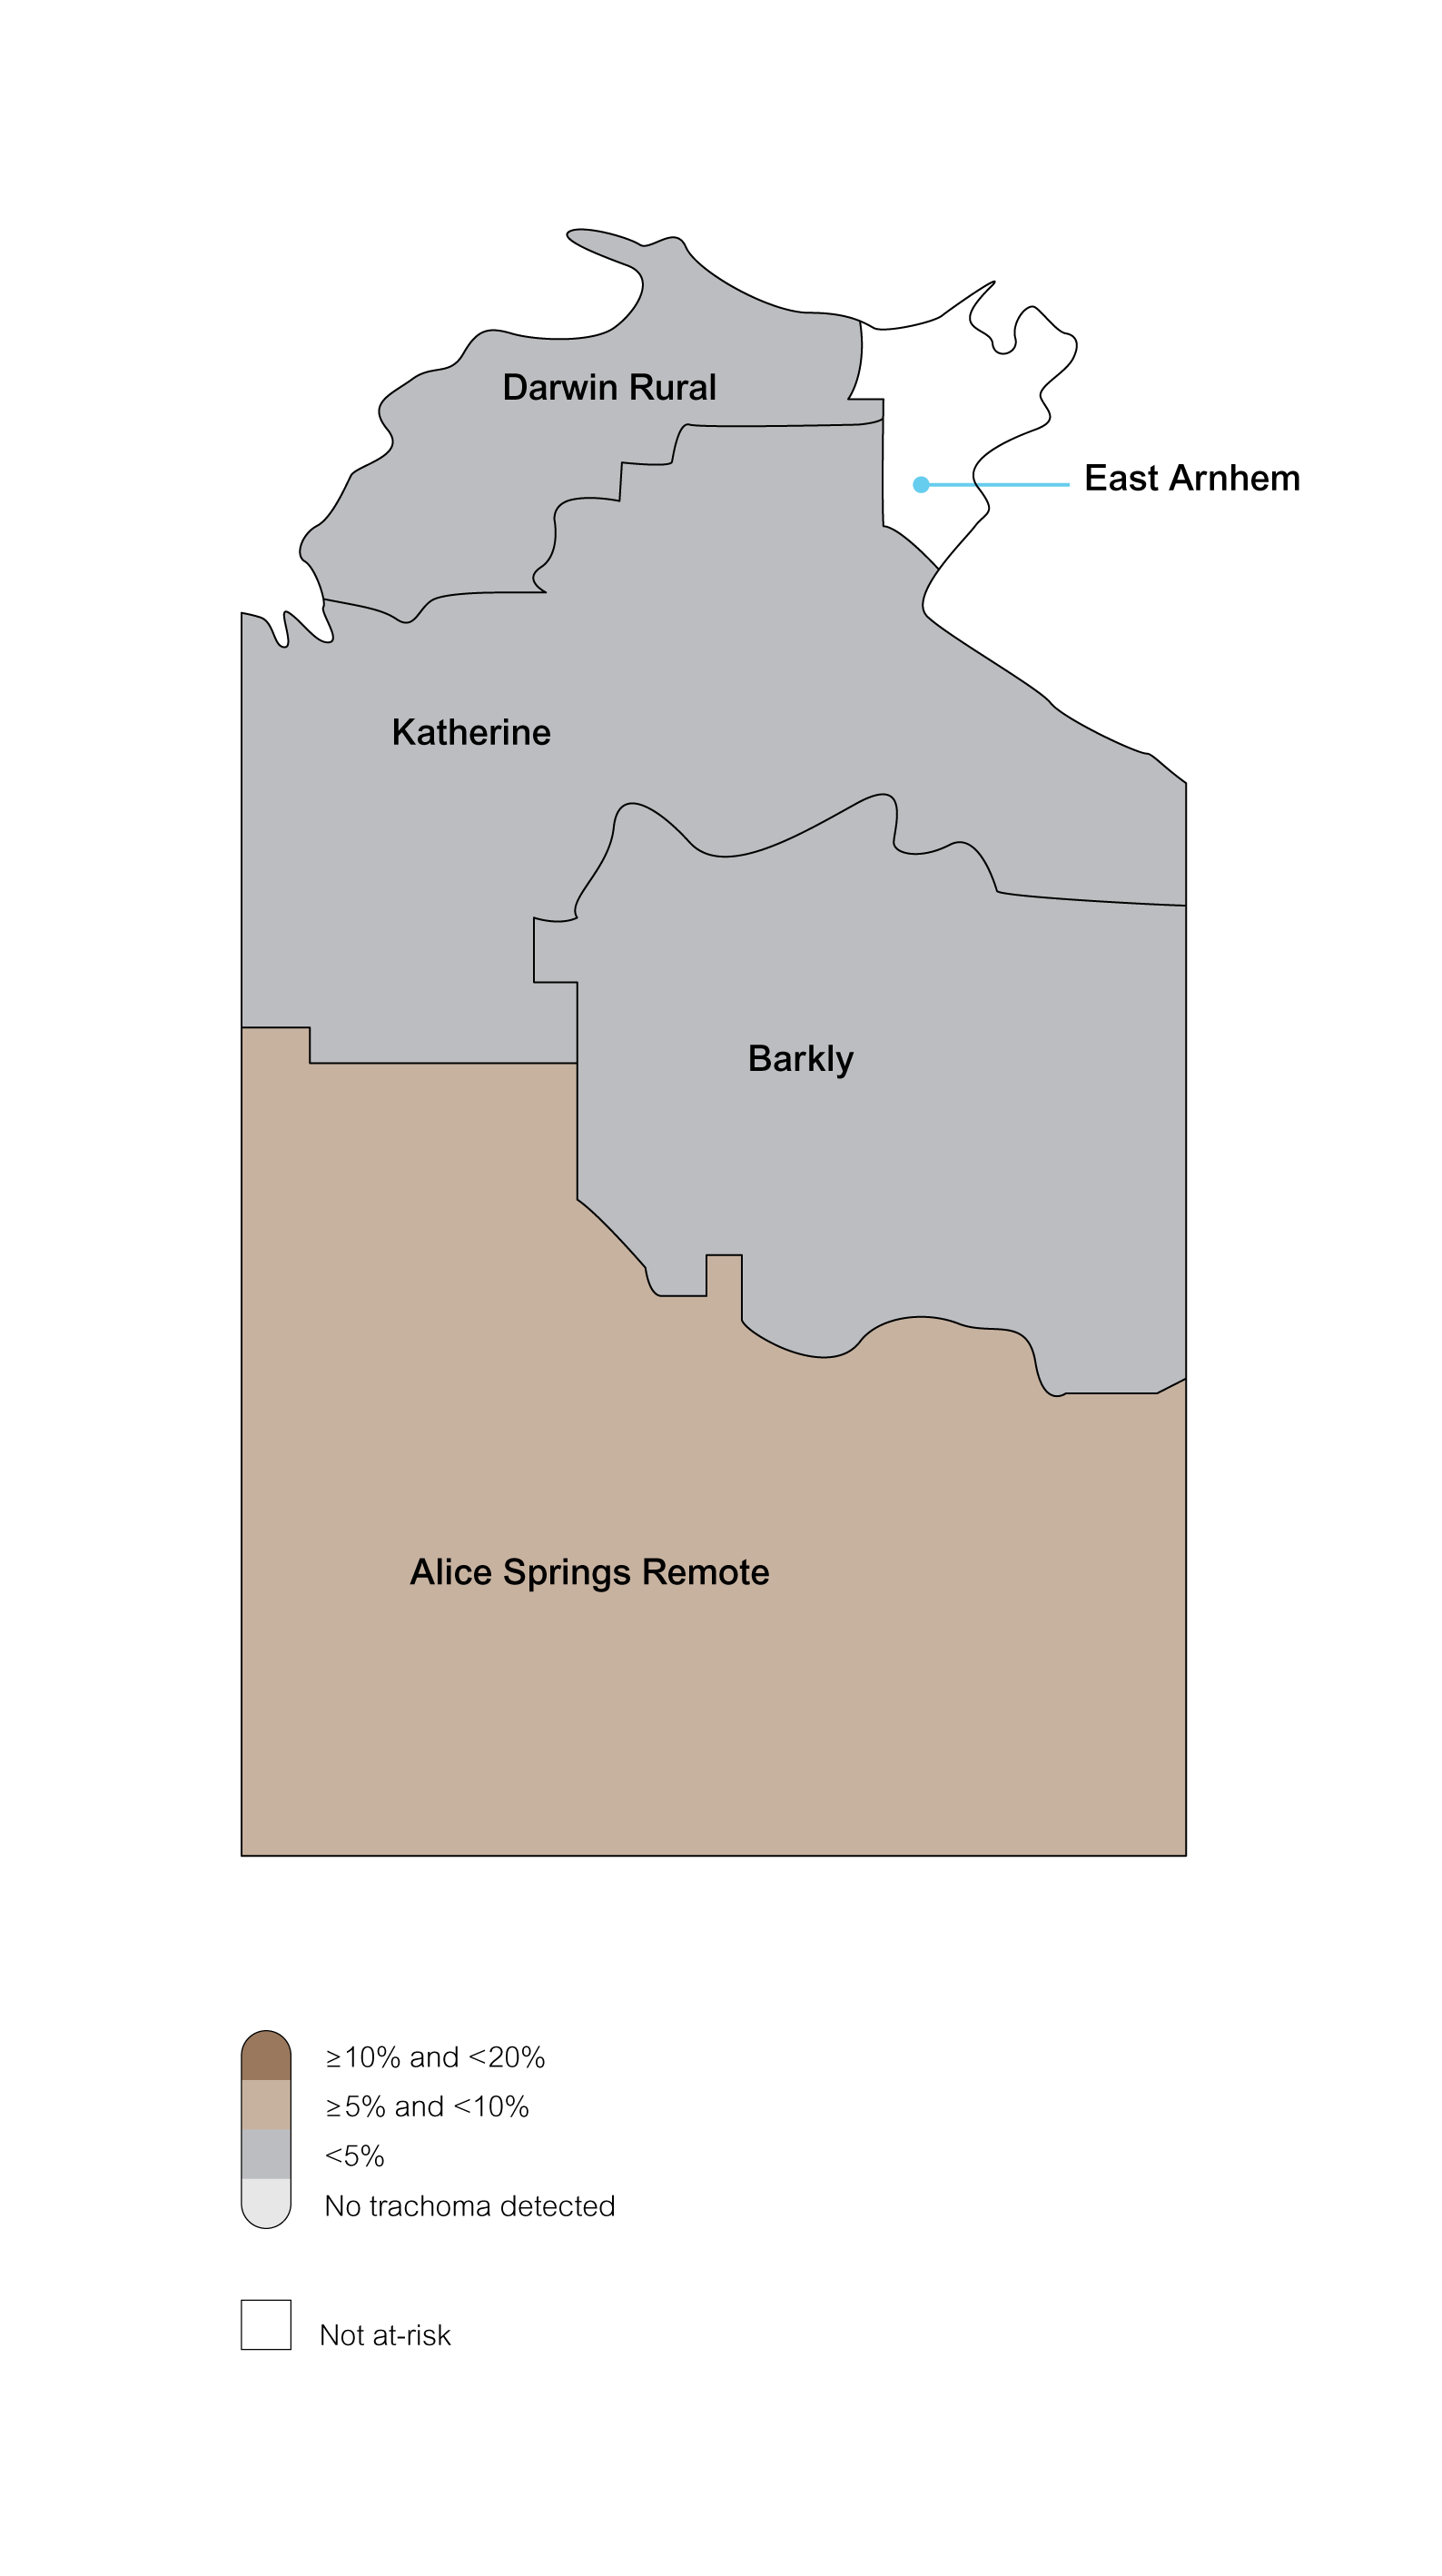 Darwin Rural
East Arnhem
Katherine
Barkly
Alice Springs Remote
≥10% and <20%
≥5% and <10%
<5%
No trachoma detected
Not at-risk